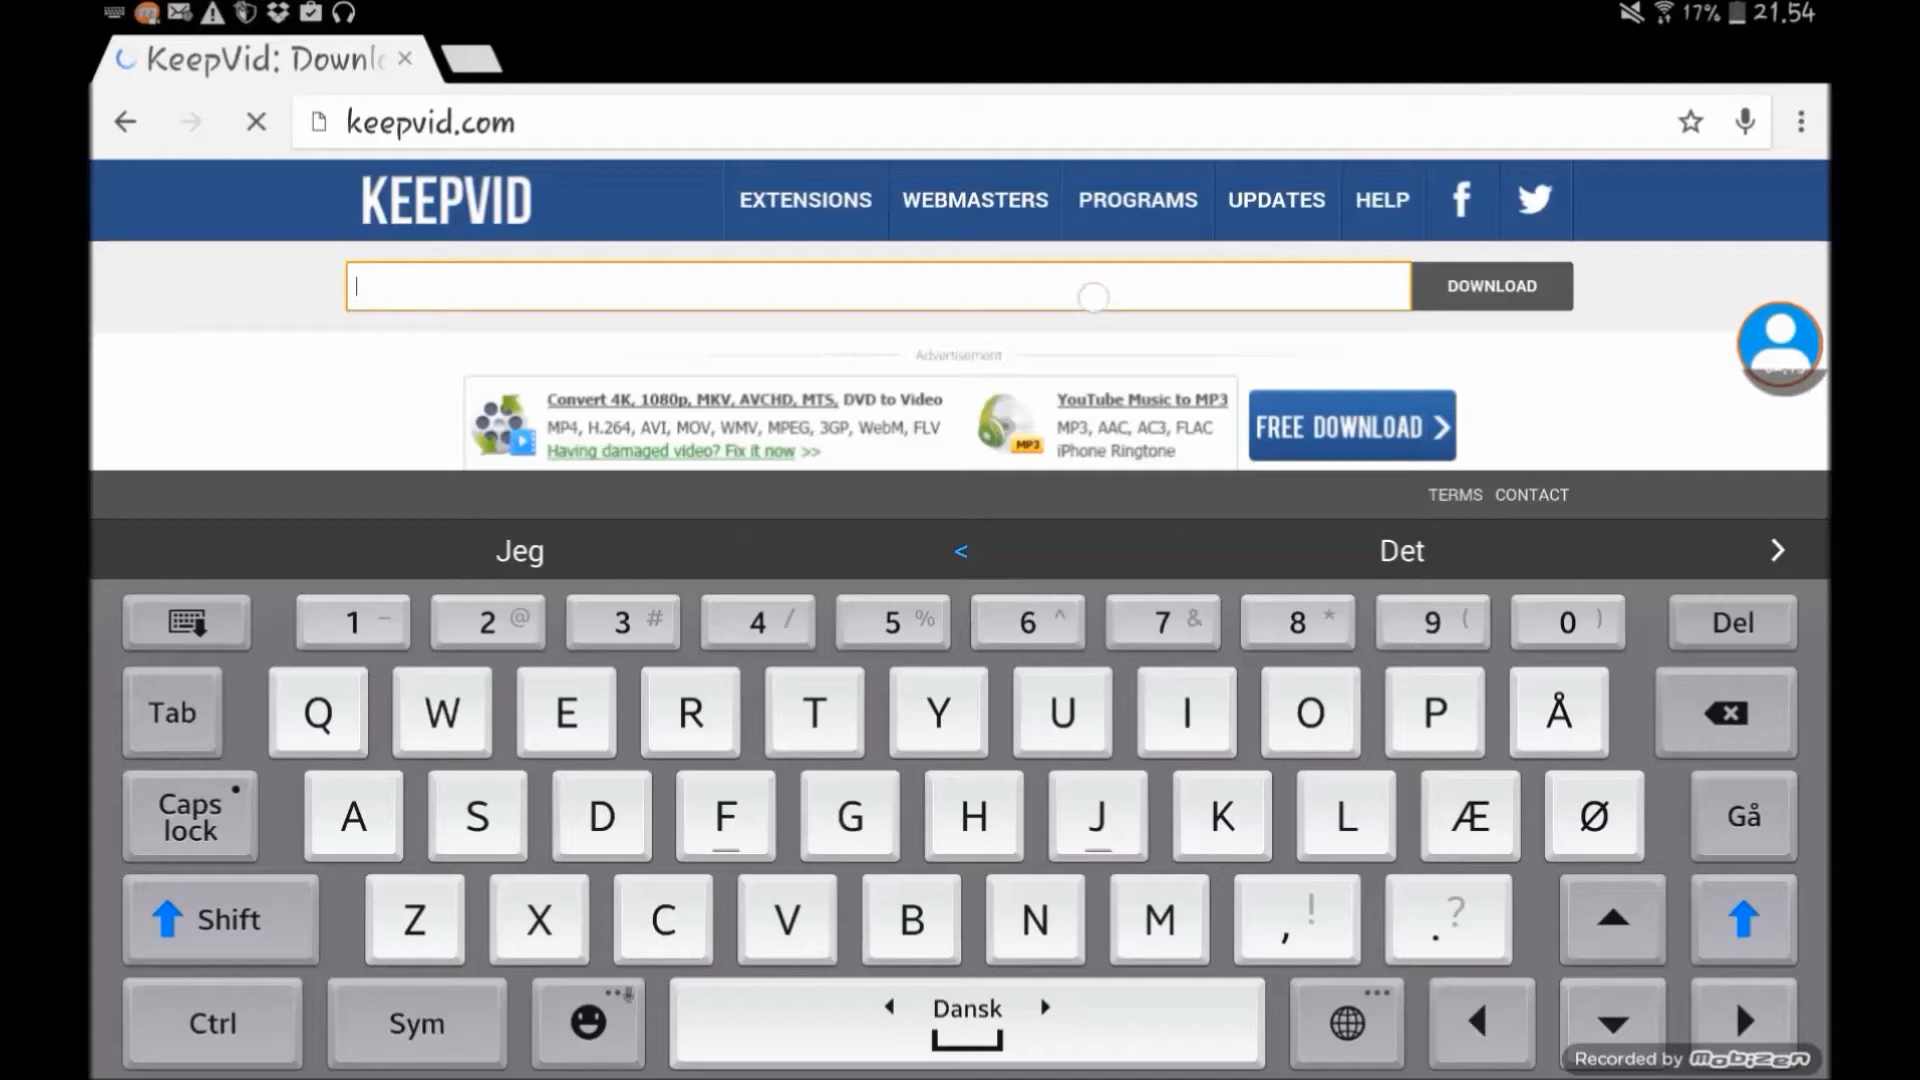 17% 21.54
KeepVid: Downl
keepvid.com
KEEPVID EXTENSIONS WEBMASTERS PROGRAMS UPDATES HELP
DOWNLOAD
Advertisement
Convert 4K, 1080p, MKV, AVCHD, MTS, DVD to Video
MP4, H.264, AVI, MOV, WMV, MPEG, 3GP, WebM, FLV
Having damaged video? Fix it now >>
MP3
YouTube Music to MP3
MP3, AAC, AC3, FLAC
iPhone Ringtone
FREE DOWNLOAD >
TERMS CONTACT
Jeg < Det >
1 - 2 @ 3 # 4 / 5 % 6 ^ 7 & 8 * 9 ( 0 ) Del
Tab Q W E R T Y U I O P Å
Caps lock A S D F G H J K L Æ Ø Gå
Shift Z X C V B N M , ! . ?
Ctrl Sym Dansk
Recorded by mobizen